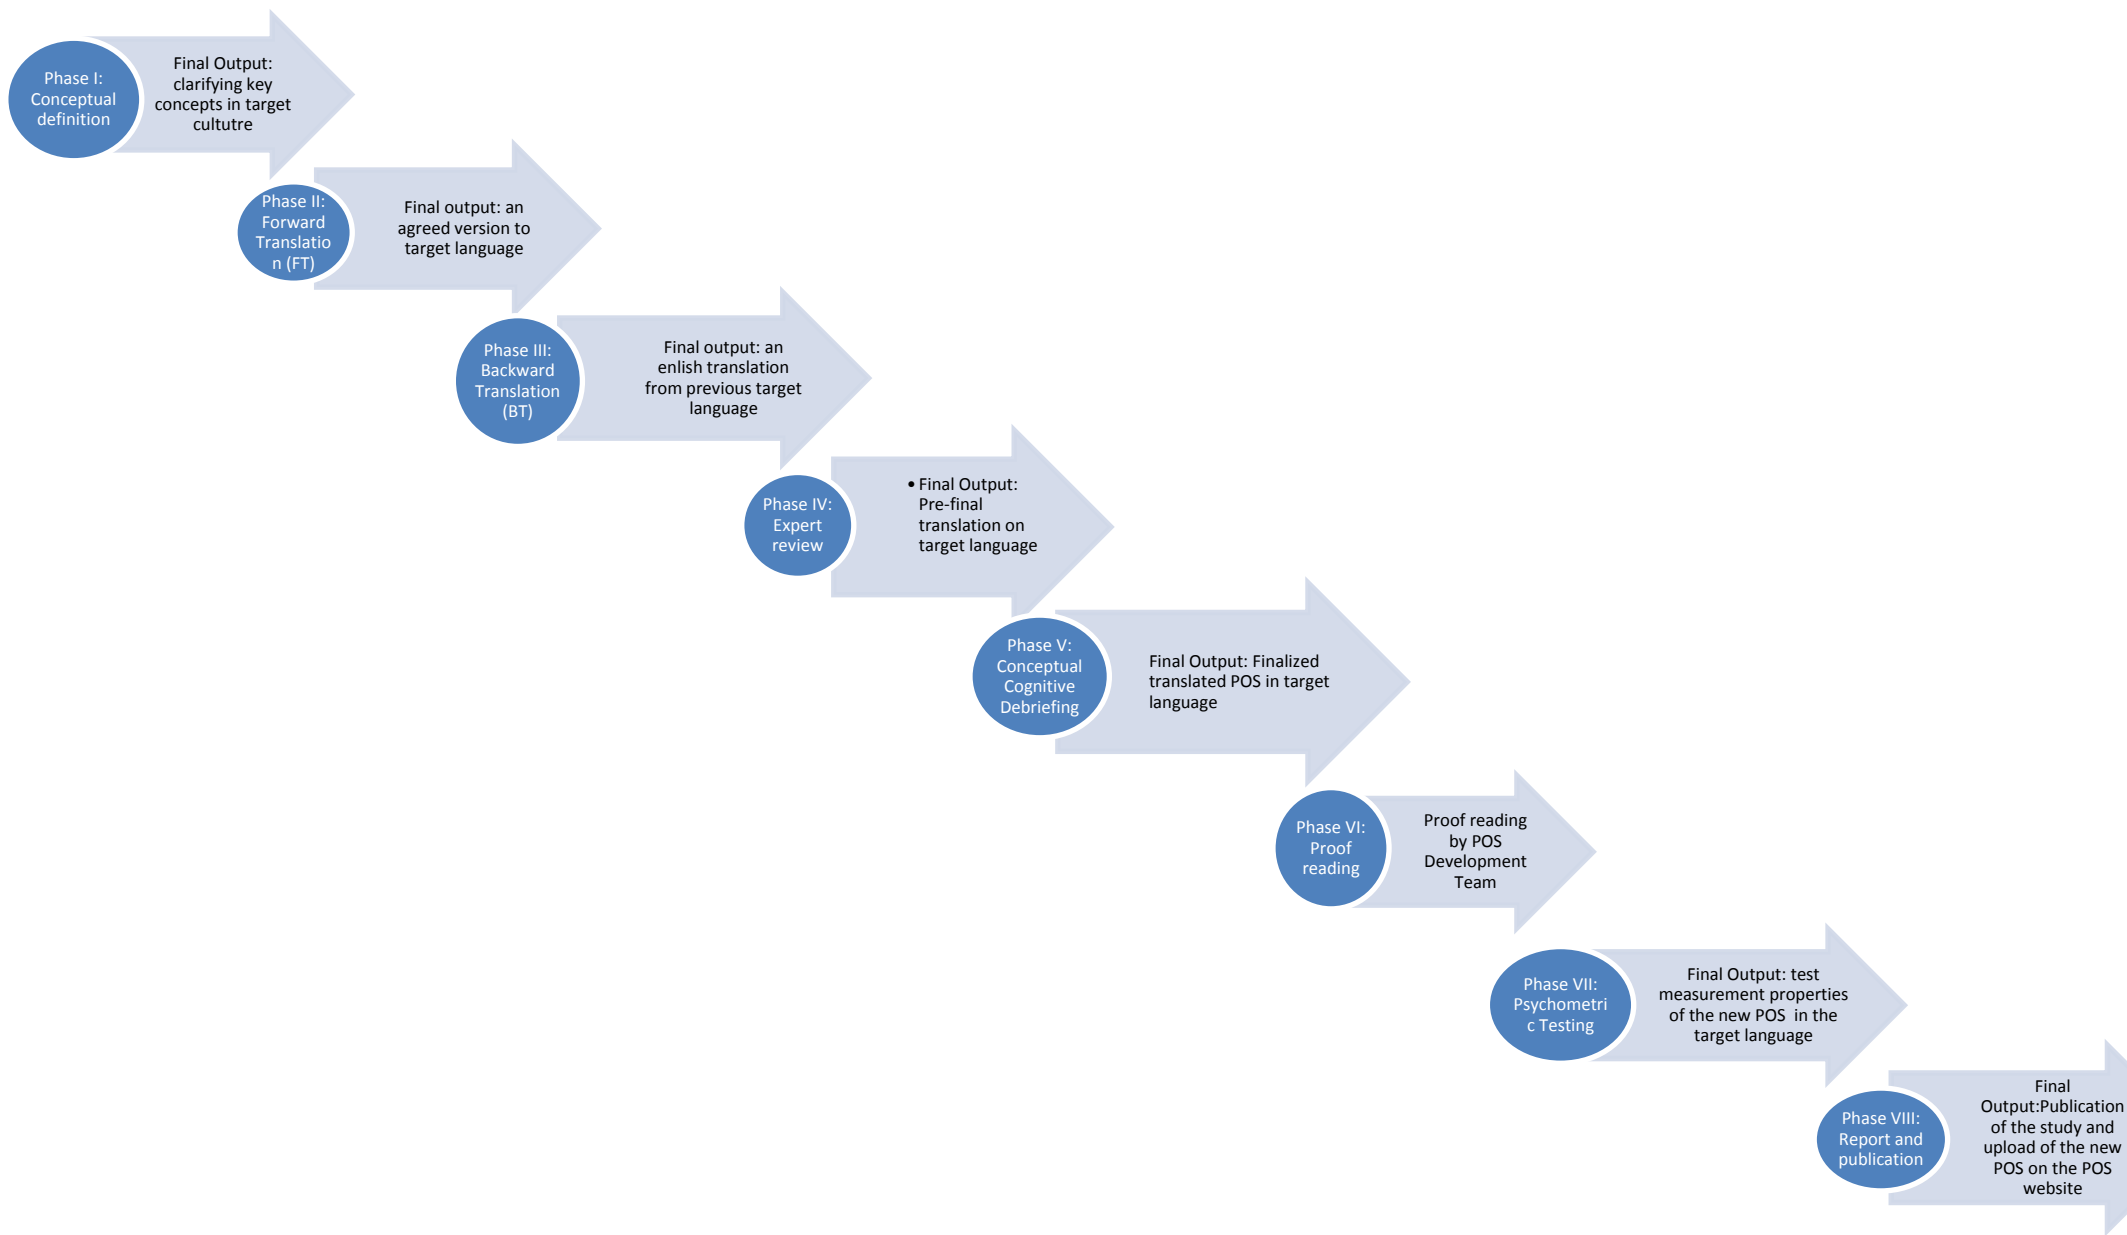 Phase I:
Conceptual
definition
Final Output:
clarifying key
concepts in target
cultutre
Phase II:
Forward
Translatio
n (FT)
Final output: an
agreed version to
target language
Phase III:
Backward
Translation
(BT)
Final output: an
enlish translation
from previous target
language
Phase IV:
Expert
review
• Final Output:
Pre-final
translation on
target language
Phase V:
Conceptual
Cognitive
Debriefing
Final Output: Finalized
translated POS in target
language
Phase VI:
Proof
reading
Proof reading
by POS
Development
Team
Phase VII:
Psychometri
c Testing
Final Output: test
measurement properties
of the new POS  in the
target language
Phase VIII:
Report and
publication
Final
Output:Publication
of the study and
upload of the new
POS on the POS
website